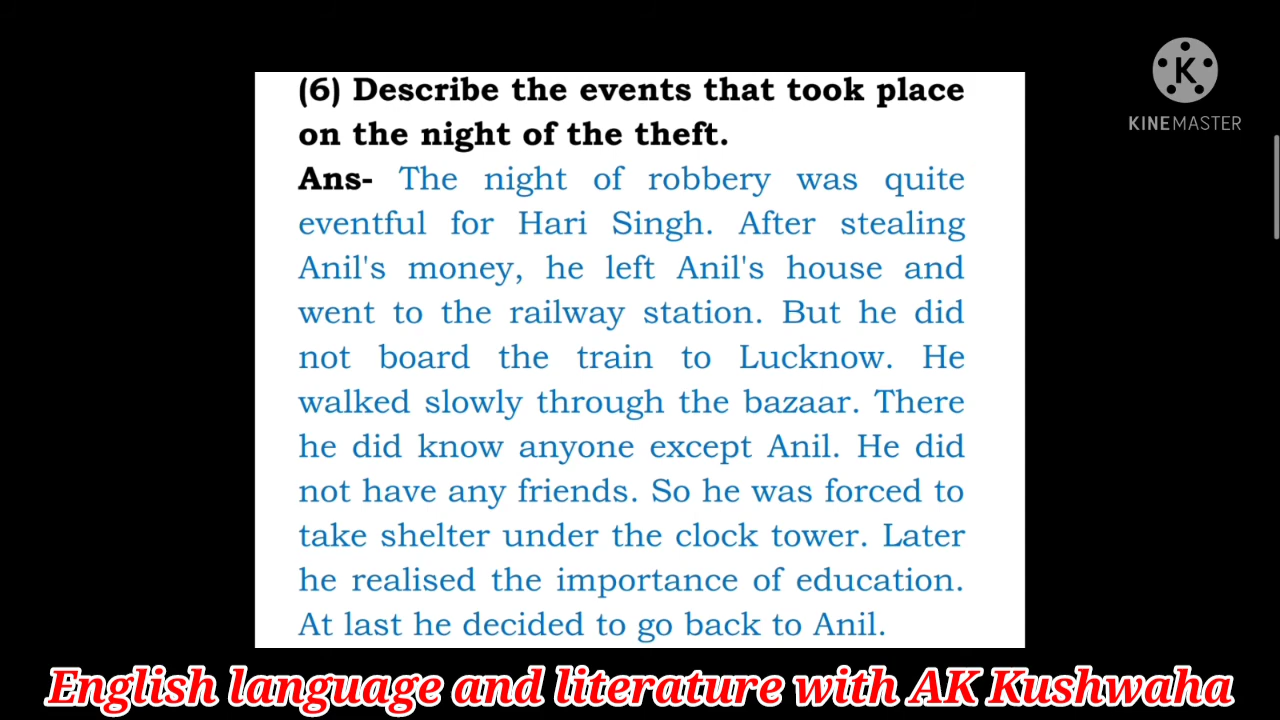 (6) Describe the events that took place
on the night of the theft.
Ans- The night of robbery was quite
eventful for Hari Singh. After stealing
Anil's money, he left Anil's house and
went to the railway station. But he did
not board the train to Lucknow. He
walked slowly through the bazaar. There
he did know anyone except Anil. He did
not have any friends. So he was forced to
take shelter under the clock tower. Later
he realised the importance of education.
At last he decided to go back to Anil.
K
KINEMASTER
English language and literature with AK Kushwaha